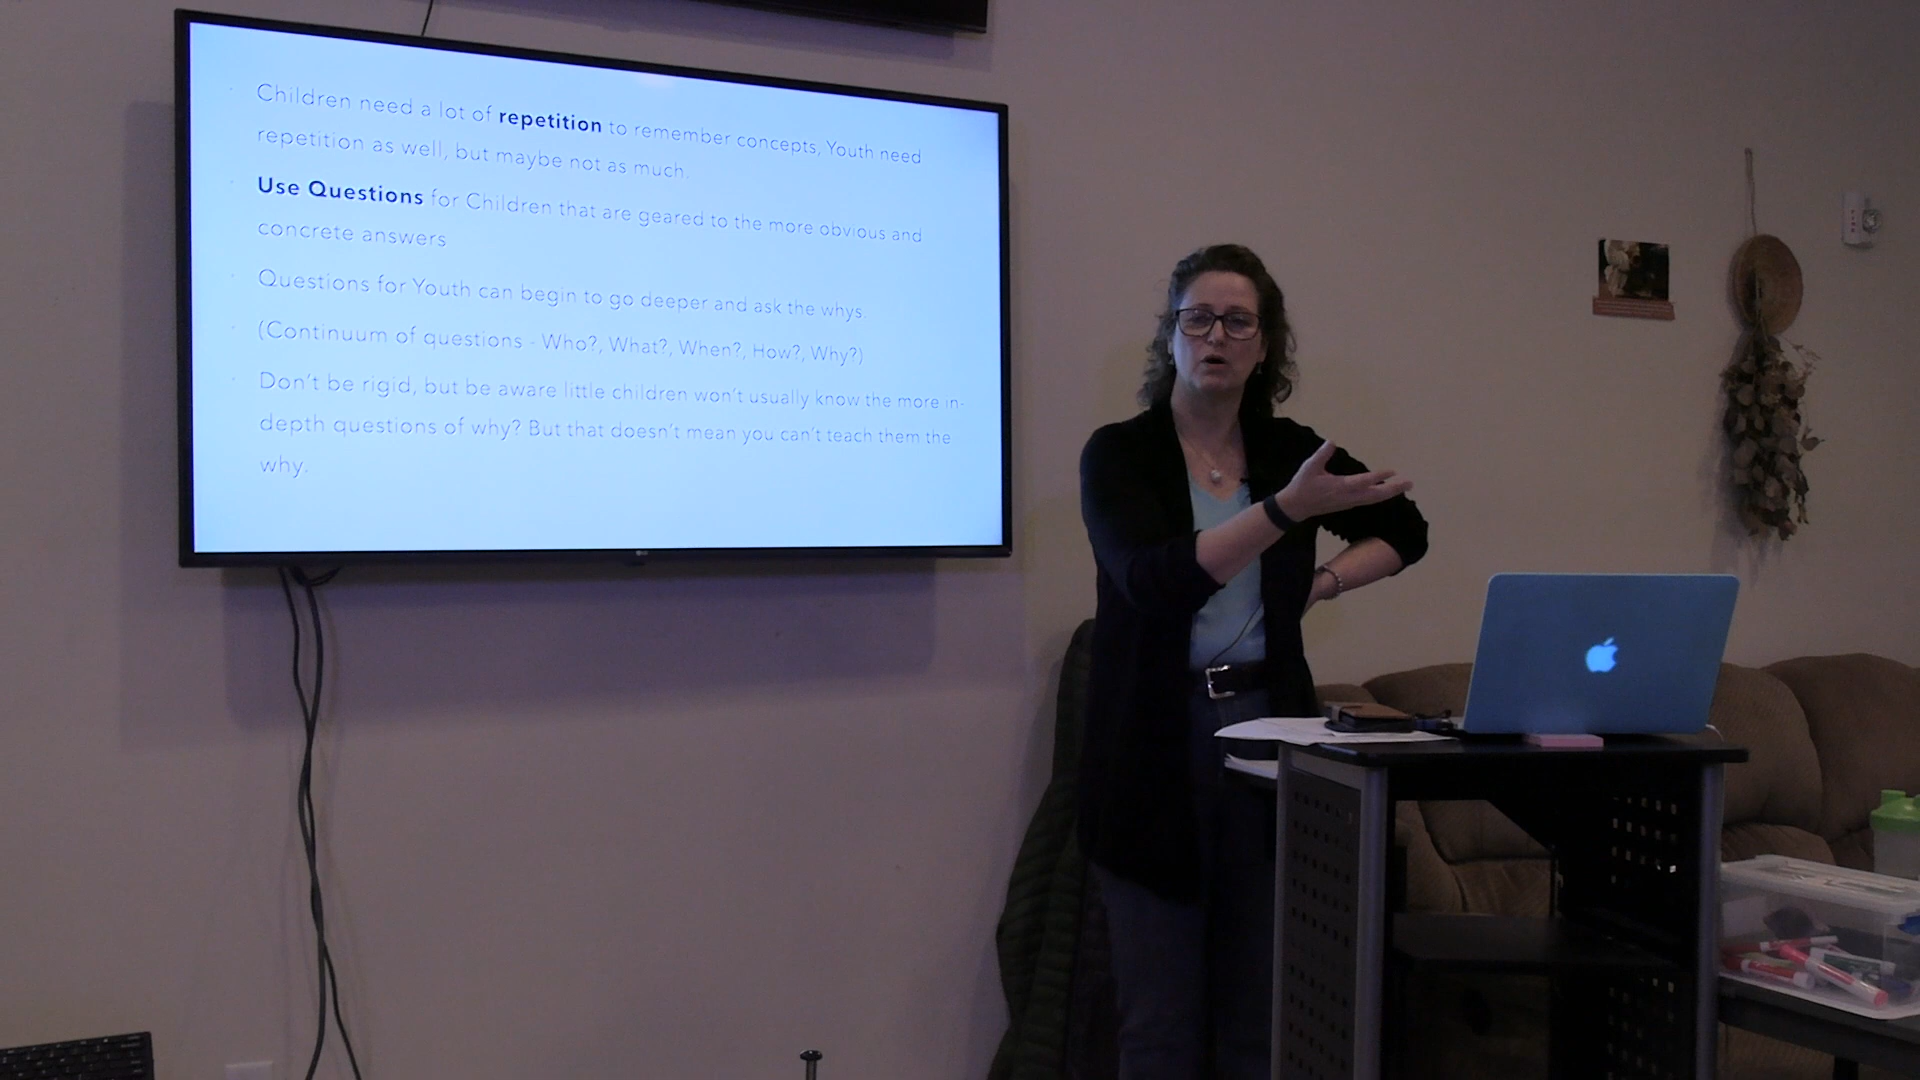 Children need a lot of repetition to remember concepts, Youth need
repetition as well, but maybe not as much.
Use Questions for Children that are geared to the more obvious and
concrete answers
Questions for Youth can begin to go deeper and ask the whys.
(Continuum of questions - Who?, What?, When?, How?, Why?)
Don't be rigid, but be aware little children won't usually know the more in-
depth questions of why? But that doesn't mean you can't teach them the
why.
FIRE